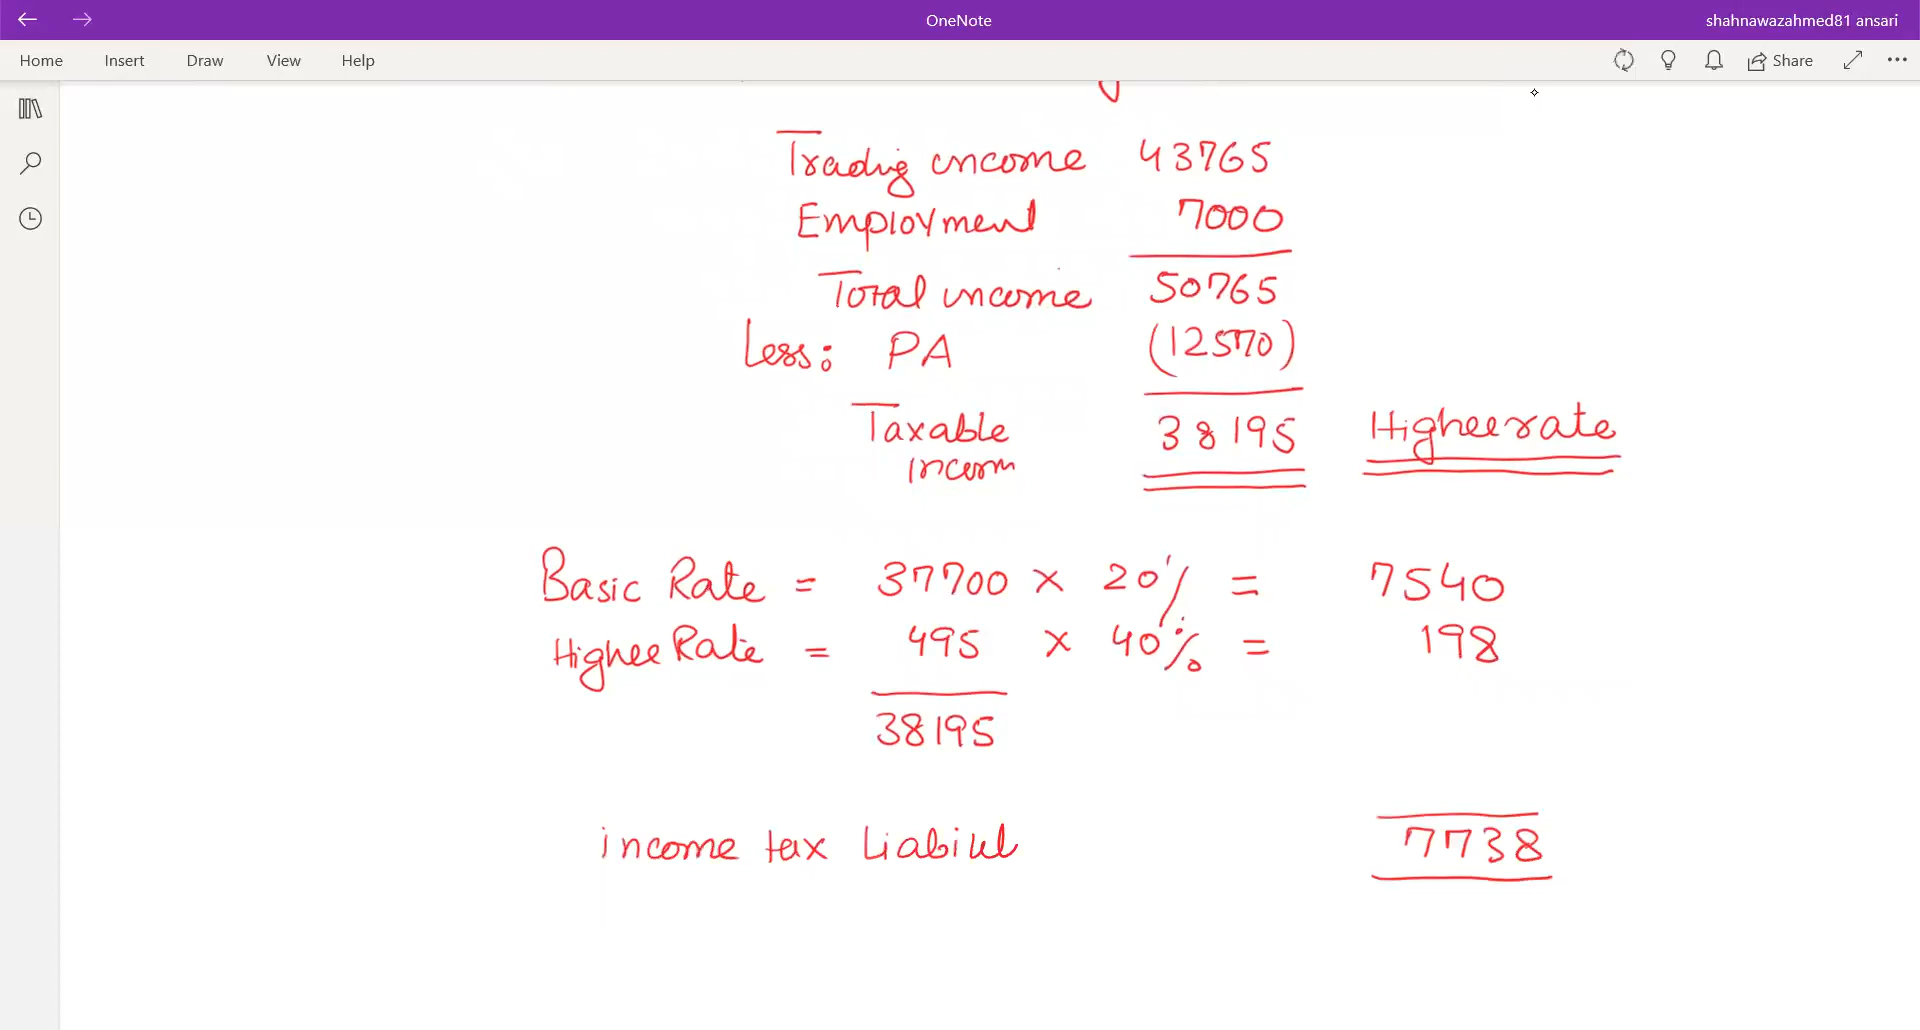 OneNote
shahnawazahmed81 ansari
Home Insert Draw View Help Share
Trading income 43765
Employment 7000
Total income 50765
Less: PA (12570)
Taxable 38195 Higher rate
incom
Basic Rate = 37700 × 20% = 7540
Higher Rate = 495 × 40% = 198
38195
income tax Liabilit 7738